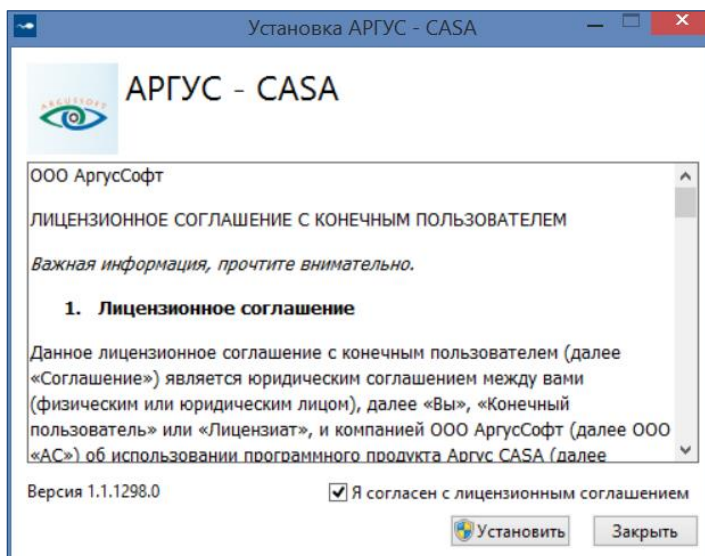 Установка АРГУС - CASA
ARGUSSOFT
АРГУС - CASA
ООО АргусСофт
ЛИЦЕНЗИОННОЕ СОГЛАШЕНИЕ С КОНЕЧНЫМ ПОЛЬЗОВАТЕЛЕМ
Важная информация, прочтите внимательно.
1. Лицензионное соглашение
Данное лицензионное соглашение с конечным пользователем (далее
«Соглашение») является юридическим соглашением между вами
(физическим или юридическим лицом), далее «Вы», «Конечный
пользователь» или «Лицензиат», и компанией ООО АргусСофт (далее ООО
«АС») об использовании программного продукта Аргус CASA (далее
Версия 1.1.1298.0
Я согласен с лицензионным соглашением
Установить
Закрыть